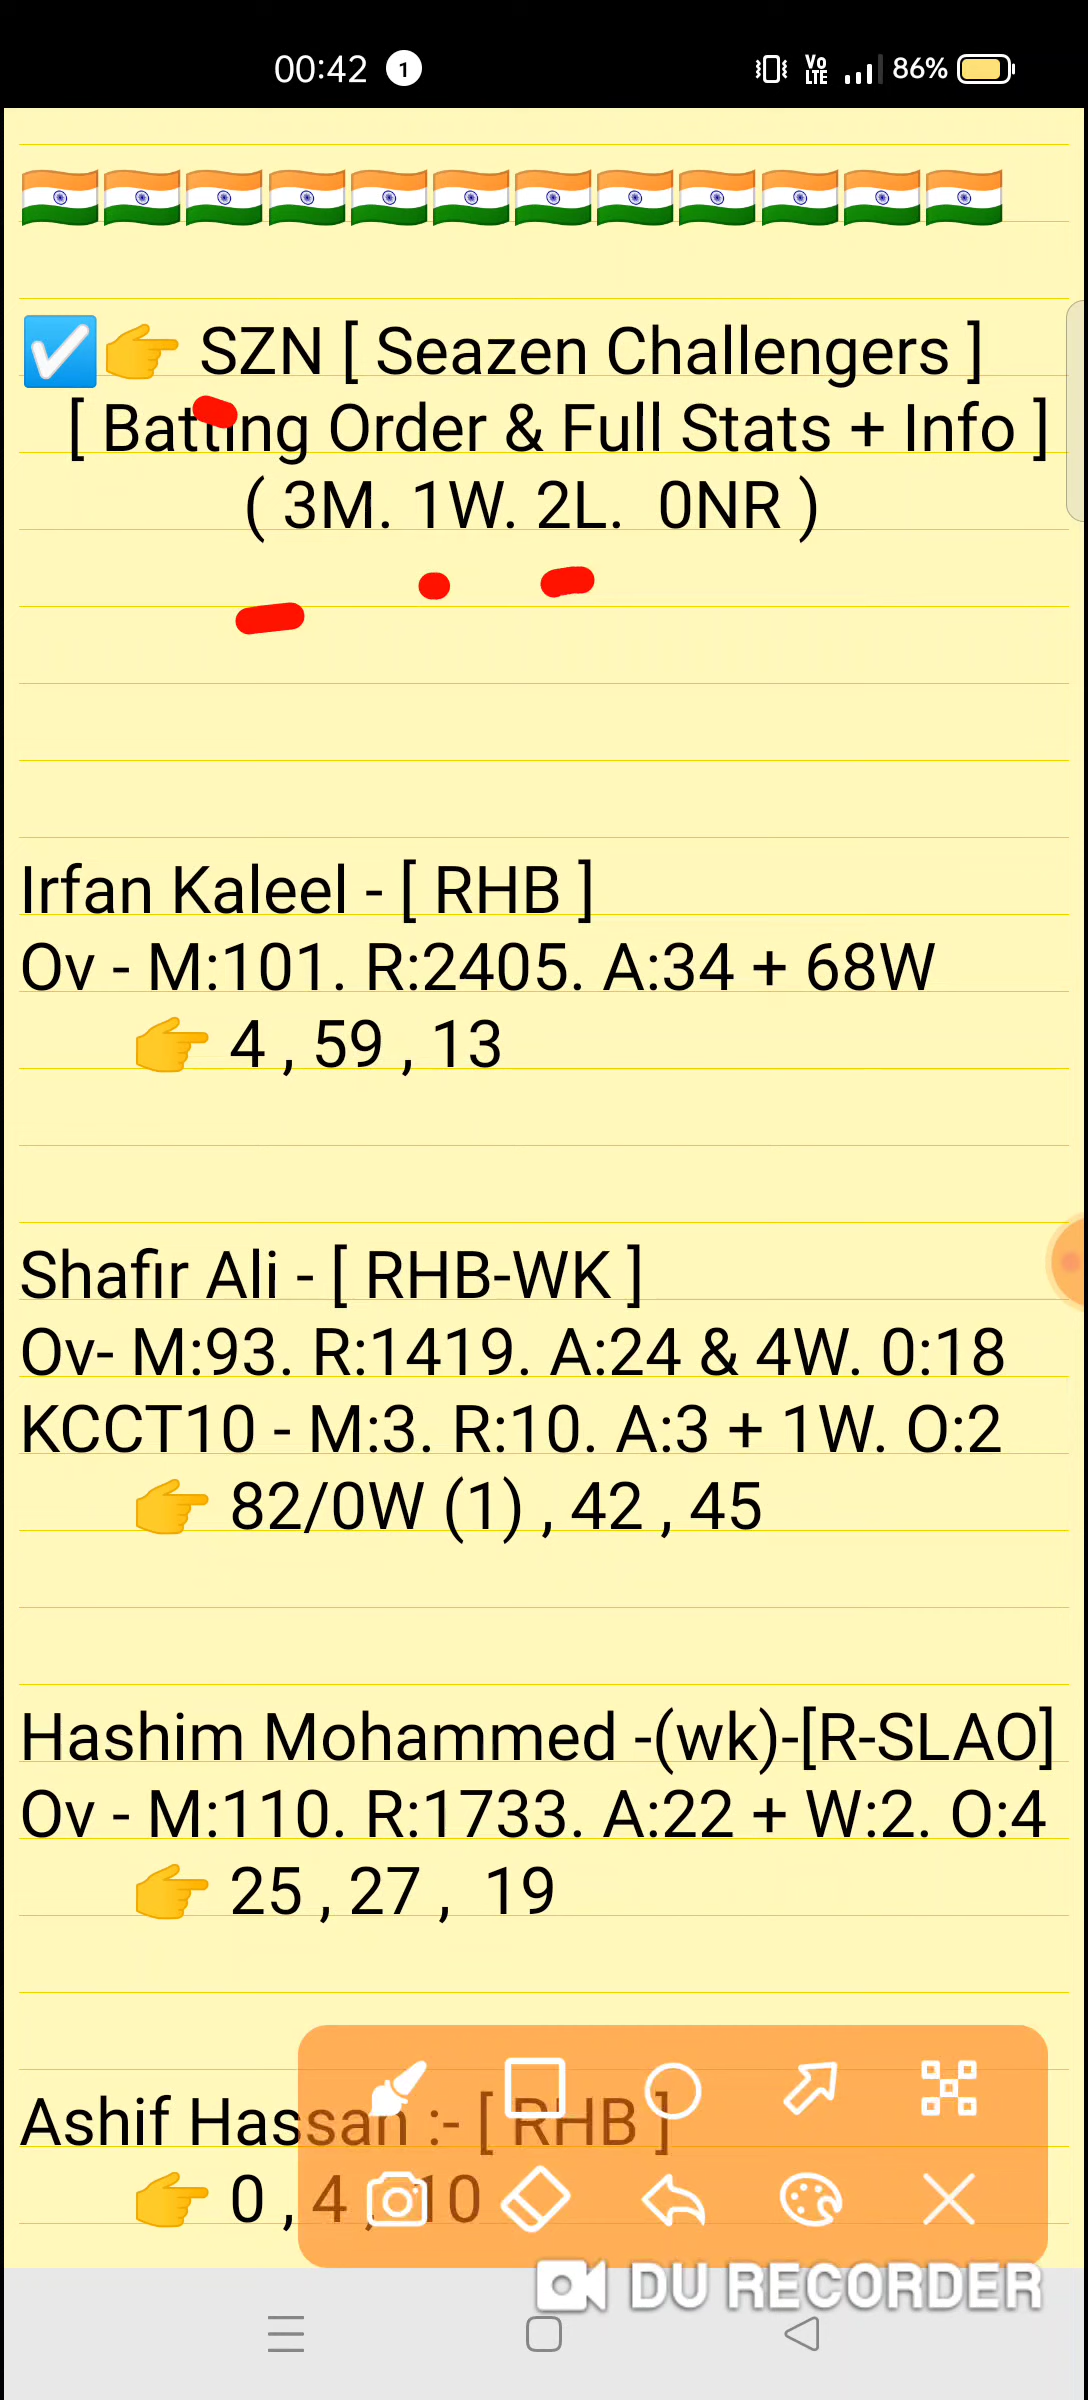 00:42 1 Vo LTE 86%
SZN [ Seazen Challengers ]
[ Batting Order & Full Stats + Info ]
( 3M. 1W. 2L. 0NR )
Irfan Kaleel - [ RHB ]
Ov - M:101. R:2405. A:34 + 68W
👉 4 , 59 , 13
Shafir Ali - [ RHB-WK ]
Ov- M:93. R:1419. A:24 & 4W. 0:18
KCCT10 - M:3. R:10. A:3 + 1W. O:2
👉 82/0W (1) , 42 , 45
Hashim Mohammed -(wk)-[R-SLAO]
Ov - M:110. R:1733. A:22 + W:2. O:4
👉 25 , 27 , 19
Ashif Hassan :- [ RHB ]
👉 0 , 4 , 10
DU RECORDER